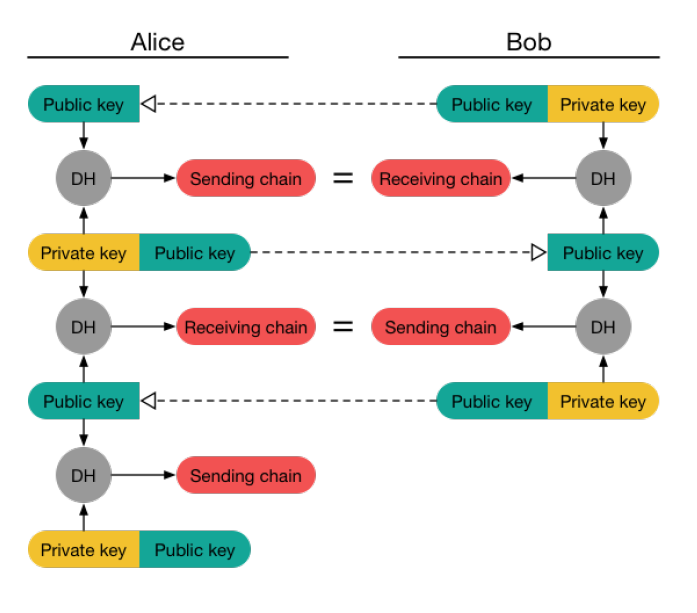 Alice Bob
Public key Public key Private key
DH Sending chain = Receiving chain DH
Private key Public key Public key
DH Receiving chain = Sending chain DH
Public key Public key Private key
DH Sending chain
Private key Public key